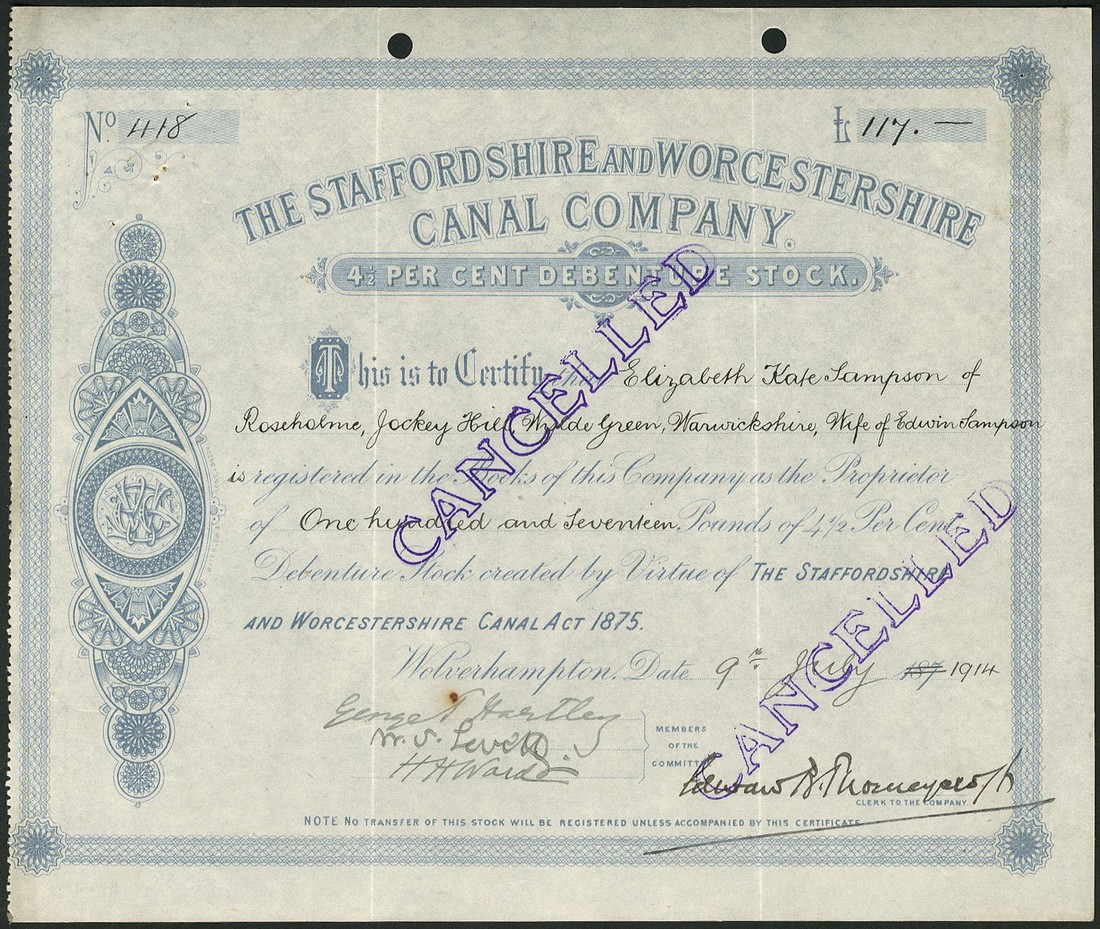 No. 418
£ 117.—
THE STAFFORDSHIRE AND WORCESTERSHIRE
CANAL COMPANY.
4½ PER CENT DEBENTURE STOCK.
This is to Certify that Elizabeth Kate Sampson of
Roseholme, Jockey Hill, Wylde Green, Warwickshire, Wife of Edwin Sampson
is registered in the Books of this Company as the Proprietor
of One hundred and Seventeen Pounds of 4½ Per Cent
Debenture Stock created by Virtue of THE STAFFORDSHIRE
AND WORCESTERSHIRE CANAL ACT 1875.
Wolverhampton. Date 9th July 187 1914
George T Hartley
H H Ward
MEMBERS
OF THE
COMMITTEE
CLERK TO THE COMPANY.
NOTE NO TRANSFER OF THIS STOCK WILL BE REGISTERED UNLESS ACCOMPANIED BY THIS CERTIFICATE
CANCELLED
CANCELLED